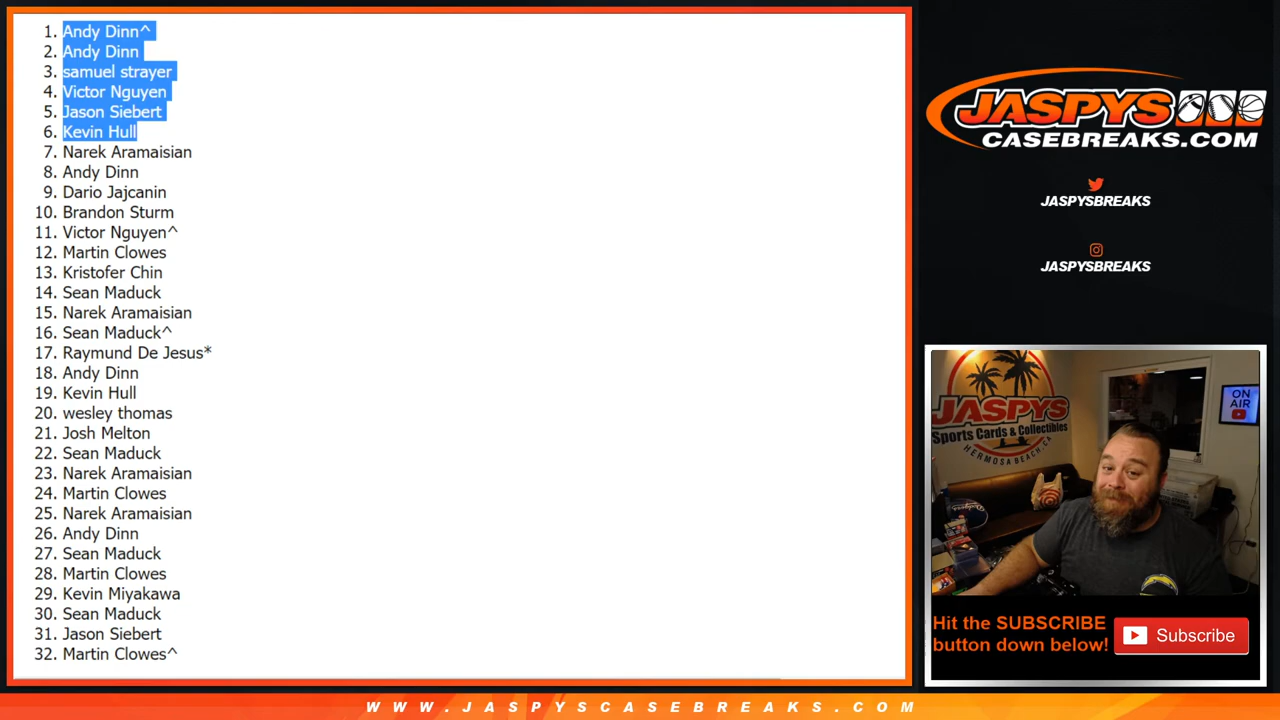 1. Andy Dinn^
2. Andy Dinn
3. samuel strayer
4. Victor Nguyen
5. Jason Siebert
6. Kevin Hull
7. Narek Aramaisian
8. Andy Dinn
9. Dario Jajcanin
10. Brandon Sturm
11. Victor Nguyen^
12. Martin Clowes
13. Kristofer Chin
14. Sean Maduck
15. Narek Aramaisian
16. Sean Maduck^
17. Raymund De Jesus*
18. Andy Dinn
19. Kevin Hull
20. wesley thomas
21. Josh Melton
22. Sean Maduck
23. Narek Aramaisian
24. Martin Clowes
25. Narek Aramaisian
26. Andy Dinn
27. Sean Maduck
28. Martin Clowes
29. Kevin Miyakawa
30. Sean Maduck
31. Jason Siebert
32. Martin Clowes^
JASPYS
CASEBREAKS.COM
JASPYSBREAKS
JASPYSBREAKS
JASPYS
Sports Cards & Collectibles
HERMOSA BEACH, CA
ON
AIR
Hit the SUBSCRIBE
button down below!
Subscribe
WWW.JASPYSCASEBREAKS.COM